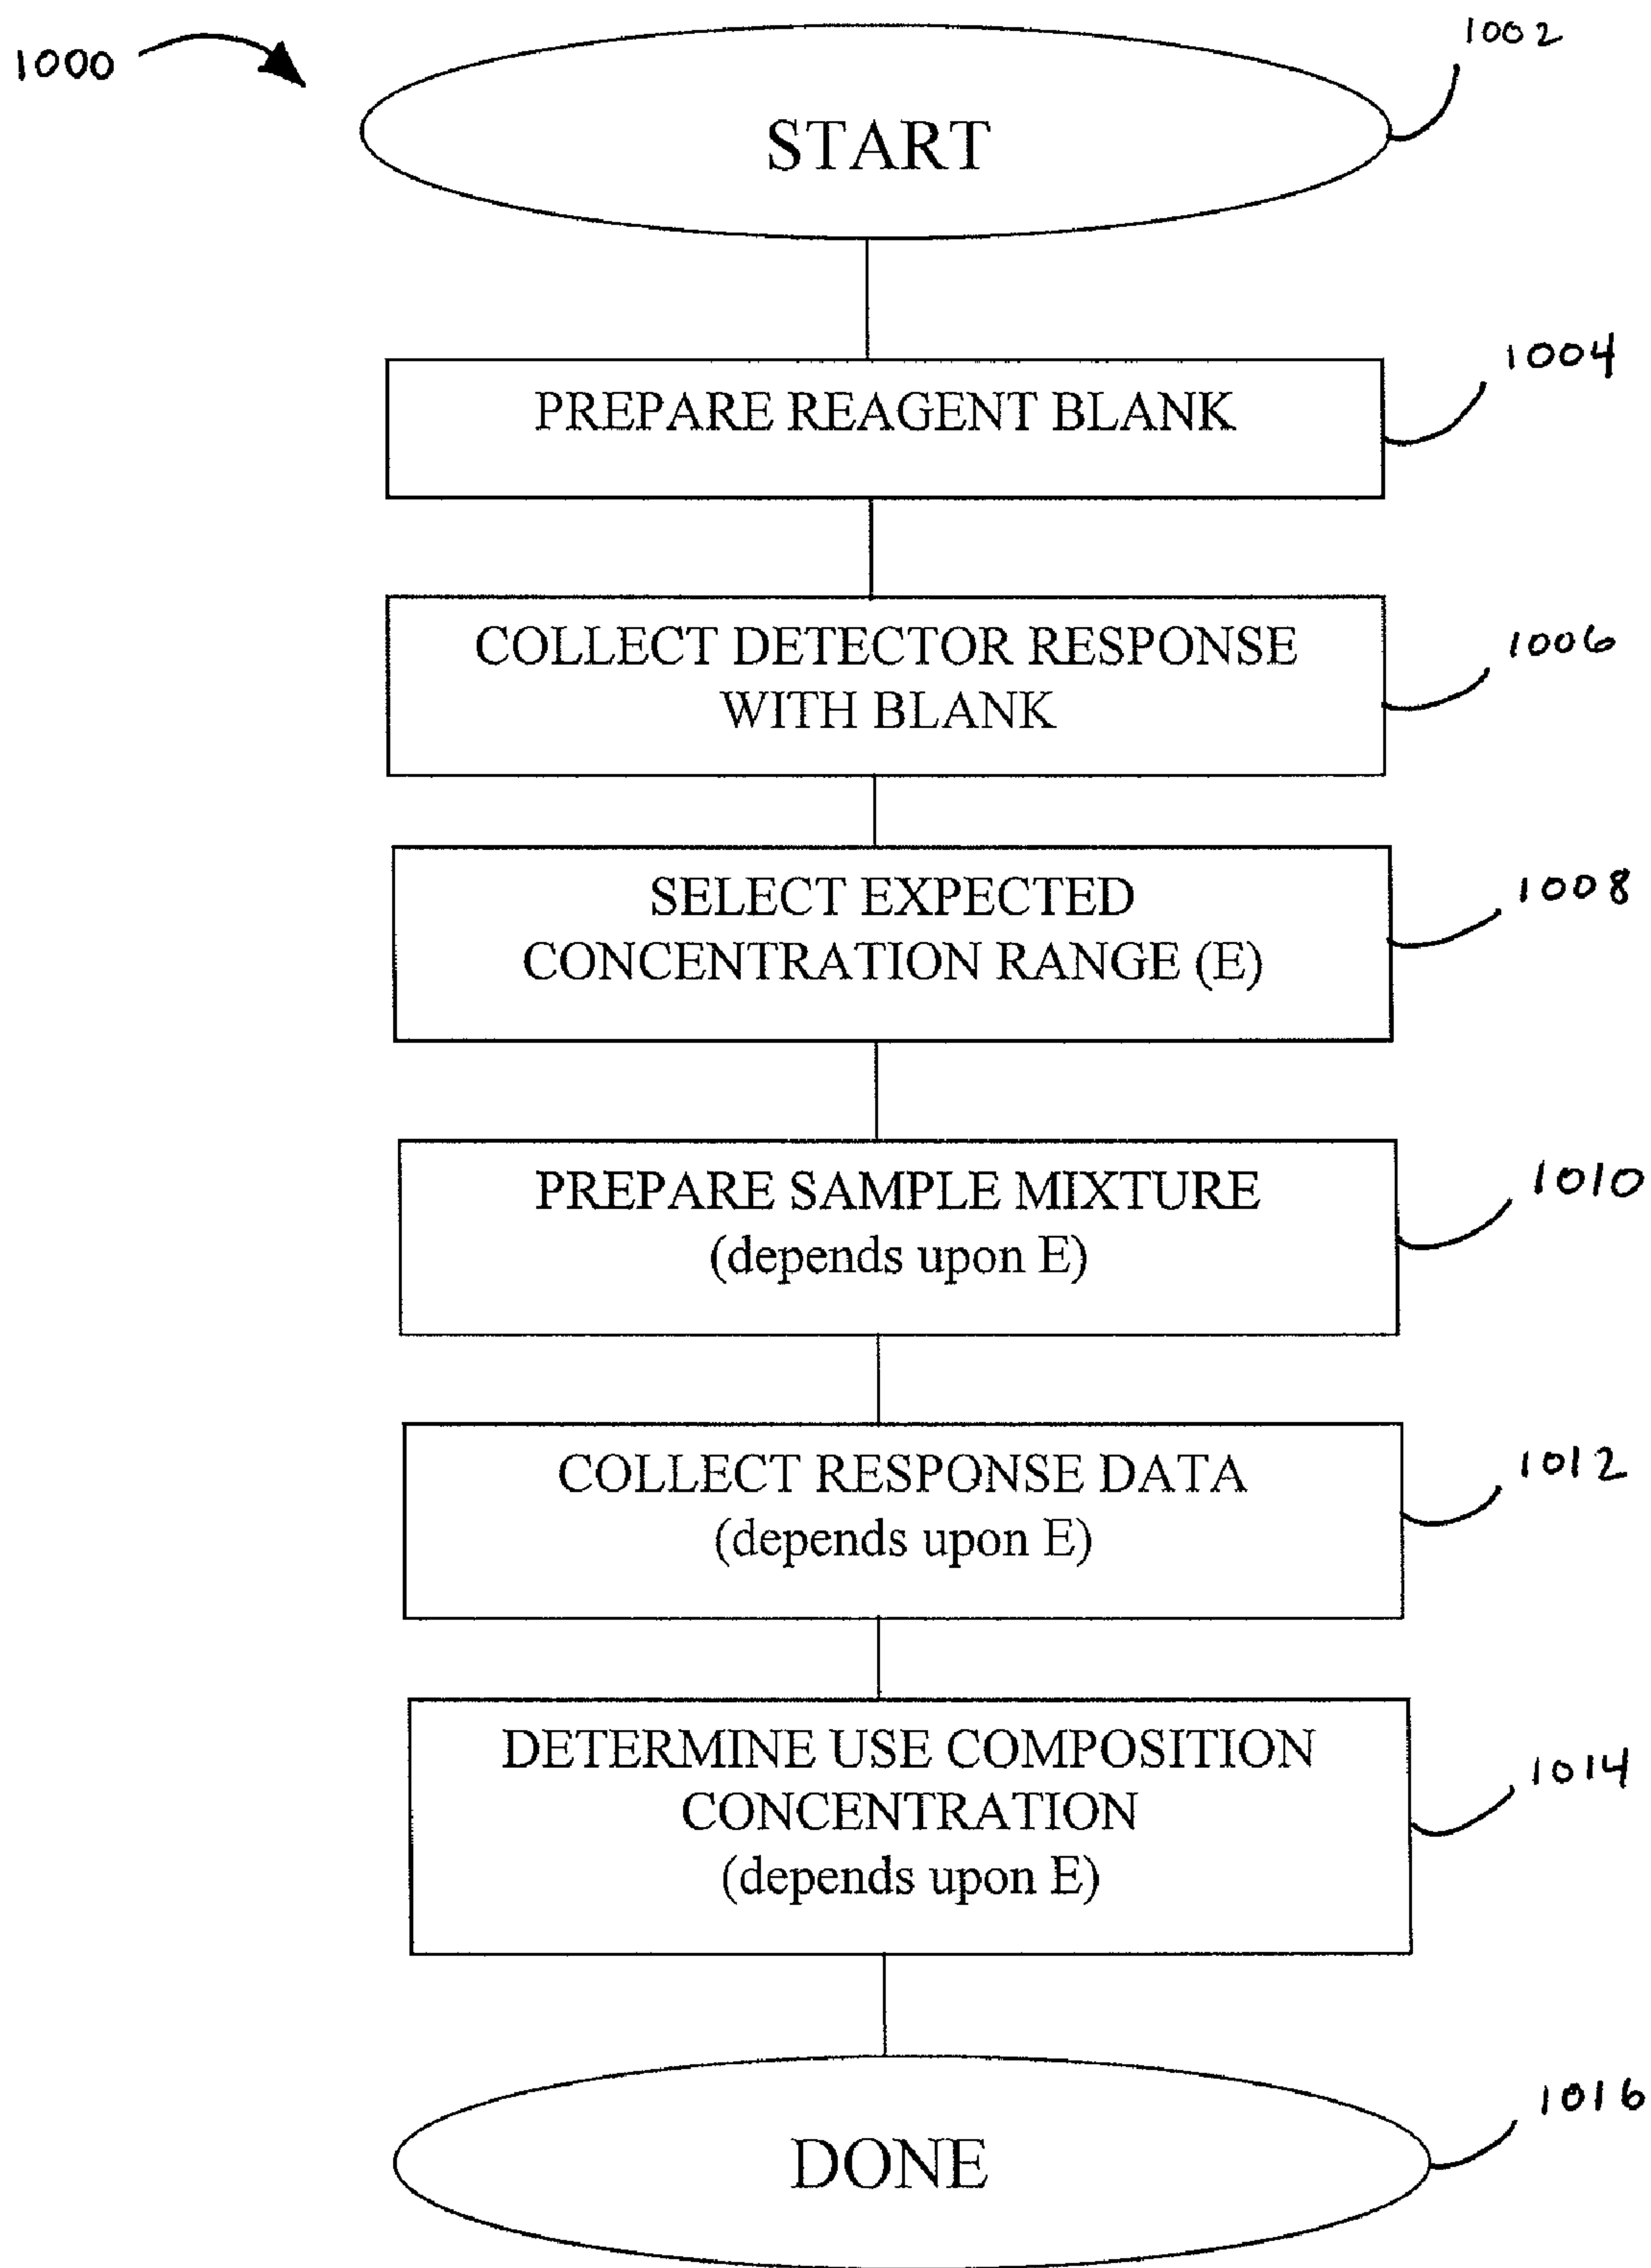 1000
1002
START
1004
PREPARE REAGENT BLANK
1006
COLLECT DETECTOR RESPONSE
WITH BLANK
1008
SELECT EXPECTED
CONCENTRATION RANGE (E)
1010
PREPARE SAMPLE MIXTURE
(depends upon E)
1012
COLLECT RESPONSE DATA
(depends upon E)
1014
DETERMINE USE COMPOSITION
CONCENTRATION
(depends upon E)
1016
DONE